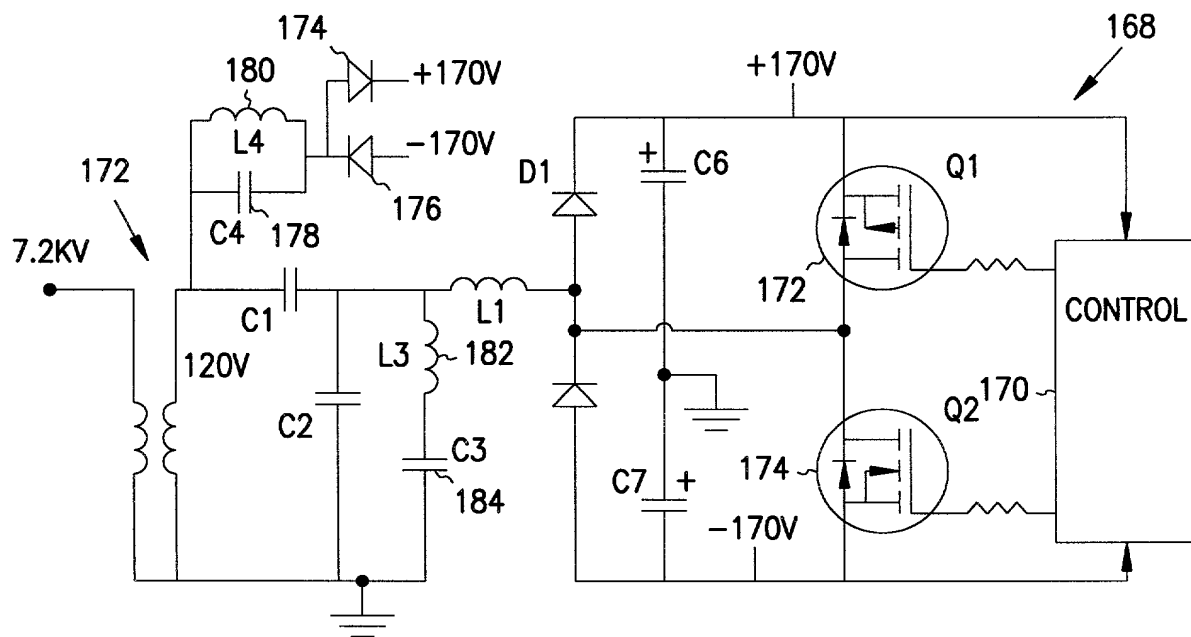 174
168
180
+170V
+170V
L4
-170V
172
D1
+
C6
Q1
C4
178
176
7.2KV
172
C1
L1
CONTROL
120V
L3
182
Q2
170
C2
C3
174
C7
+
184
-170V